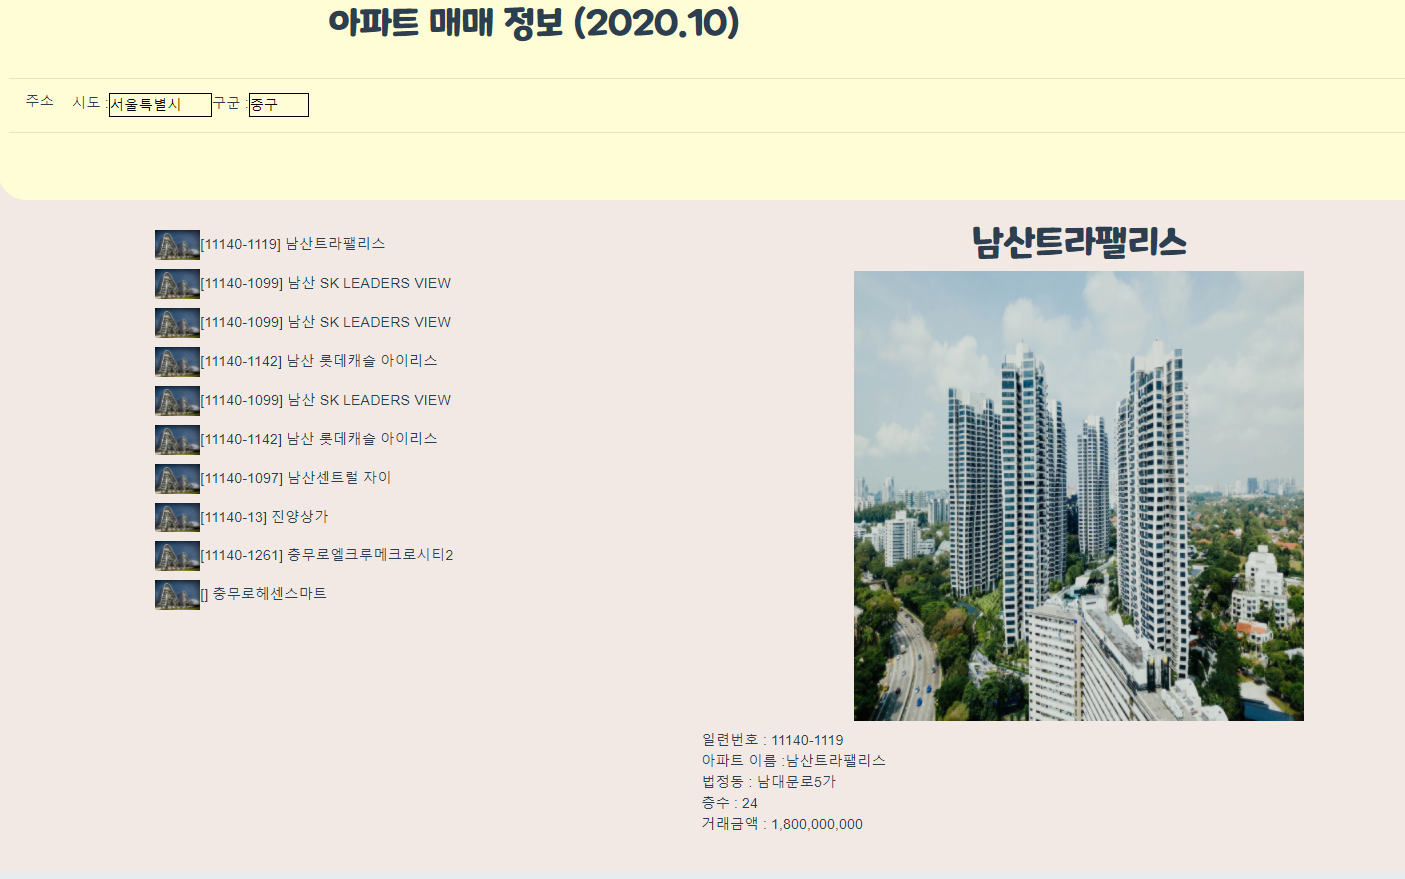 아파트 매매 정보 (2020.10)
주소 시도 :서울특별시 구군 :중구
[11140-1119] 남산트라팰리스
[11140-1099] 남산 SK LEADERS VIEW
[11140-1099] 남산 SK LEADERS VIEW
[11140-1142] 남산 롯데캐슬 아이리스
[11140-1099] 남산 SK LEADERS VIEW
[11140-1142] 남산 롯데캐슬 아이리스
[11140-1097] 남산센트럴 자이
[11140-13] 진양상가
[11140-1261] 충무로엘크루메크로시티2
[] 충무로헤센스마트
남산트라팰리스
일련번호 : 11140-1119
아파트 이름 :남산트라팰리스
법정동 : 남대문로5가
층수 : 24
거래금액 : 1,800,000,000